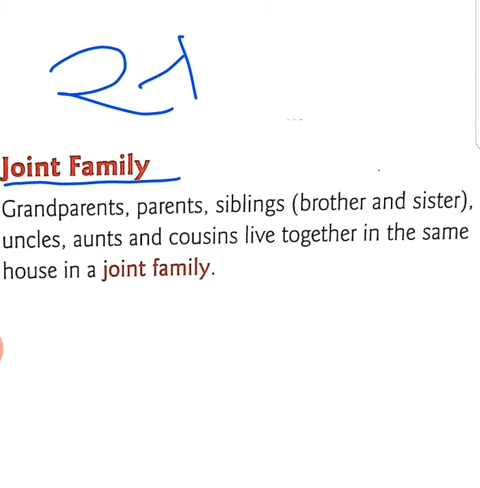 21
Joint Family
Grandparents, parents, siblings (brother and sister),
uncles, aunts and cousins live together in the same
house in a joint family.